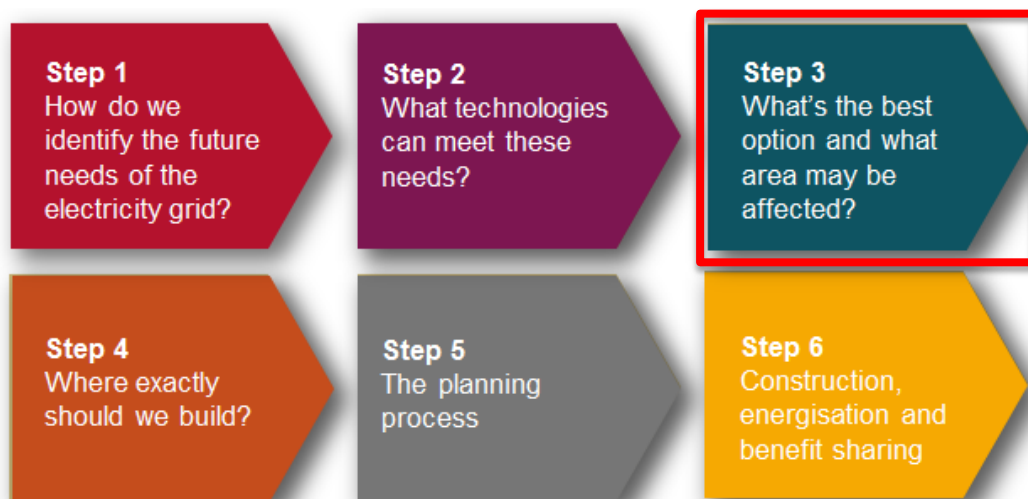 Step 1
How do we
identify the future
needs of the
electricity grid?
Step 2
What technologies
can meet these
needs?
Step 3
What’s the best
option and what
area may be
affected?
Step 4
Where exactly
should we build?
Step 5
The planning
process
Step 6
Construction,
energisation and
benefit sharing